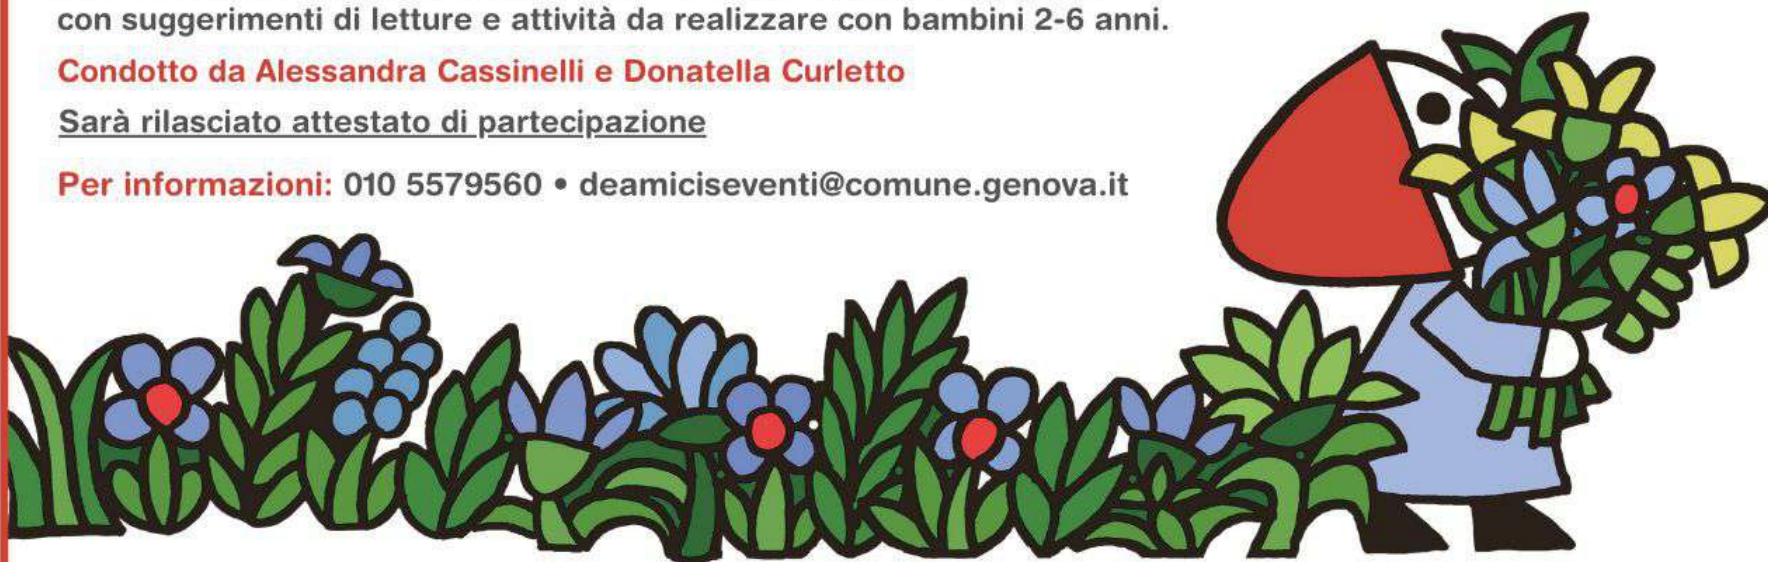 con suggerimenti di letture e attività da realizzare con bambini 2-6 anni.
Condotto da Alessandra Cassinelli e Donatella Curletto
Sarà rilasciato attestato di partecipazione
Per informazioni: 010 5579560 • deamiciseventi@comune.genova.it